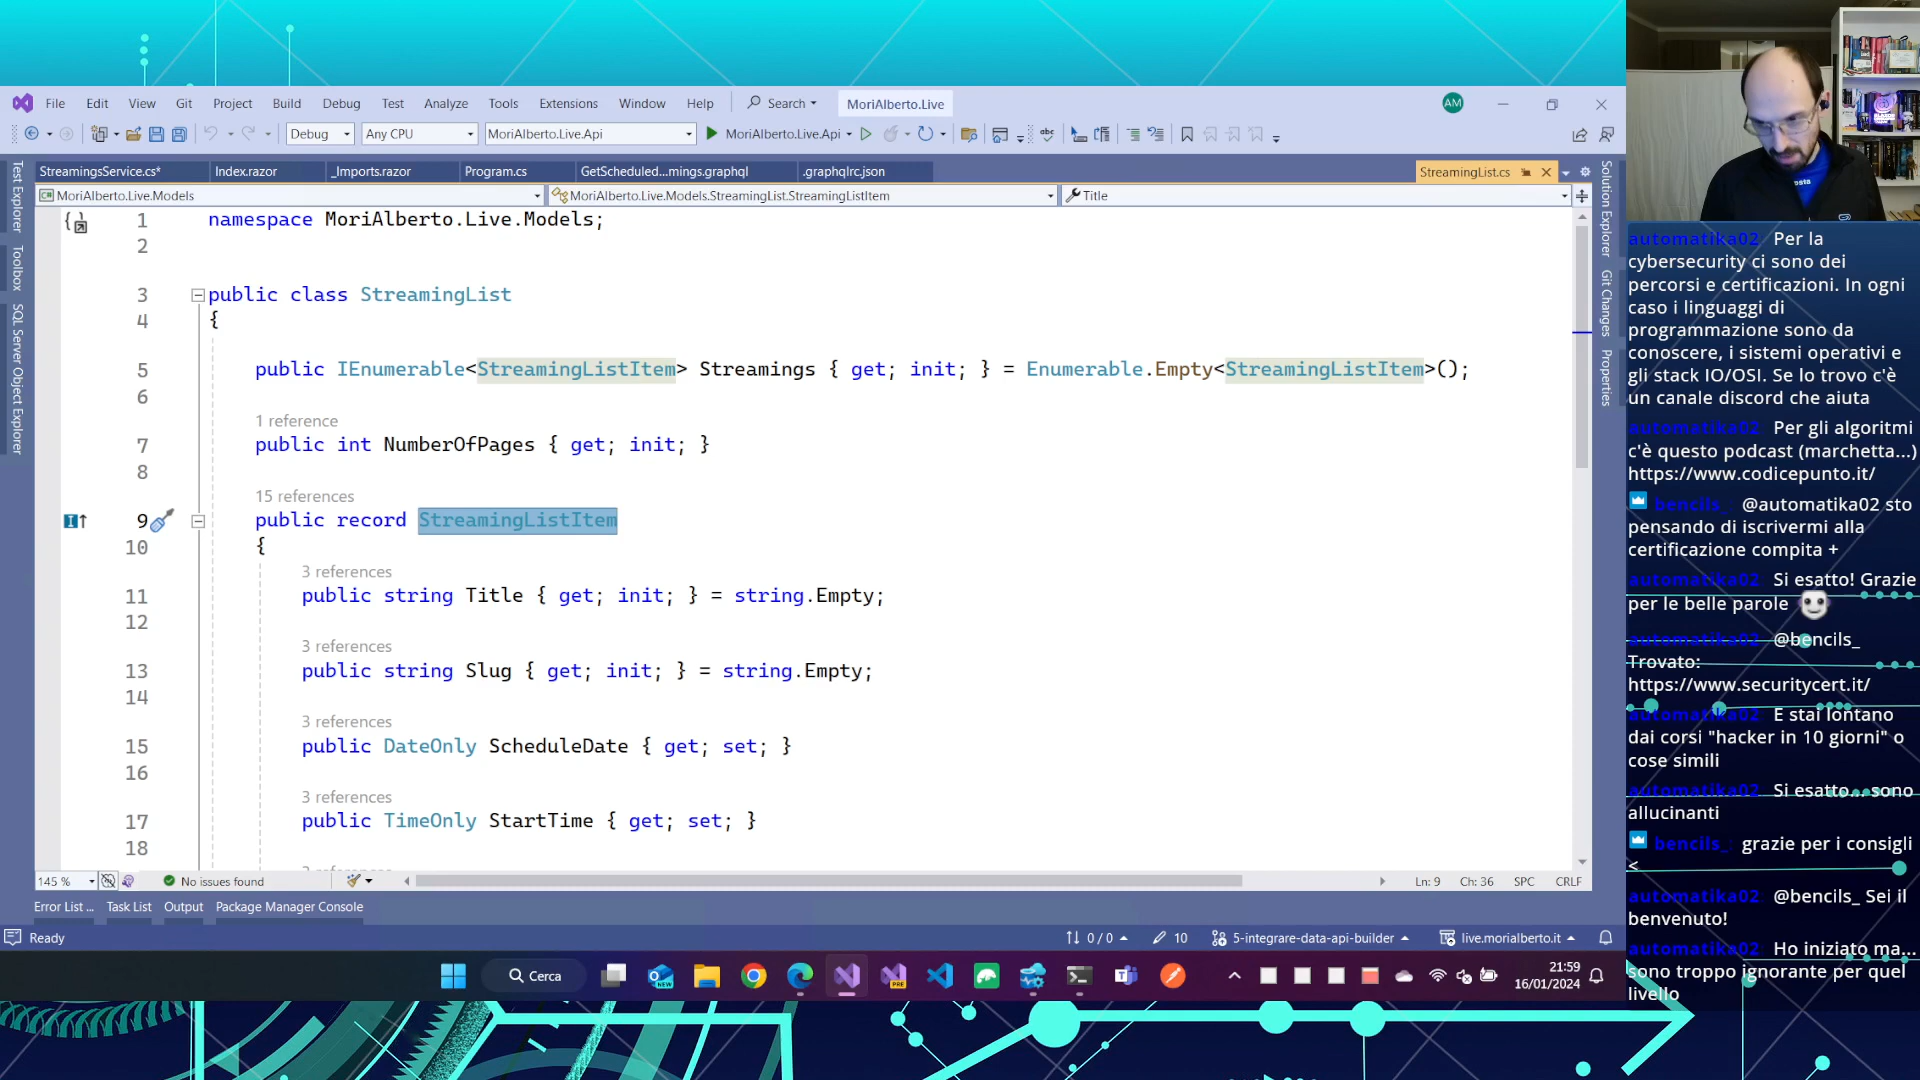 File Edit View Git Project Build Debug Test Analyze Tools Extensions Window Help Search MoriAlberto.Live AM
Debug Any CPU MoriAlberto.Live.Api MoriAlberto.Live.Api
StreamingsService.cs* Index.razor _Imports.razor Program.cs GetScheduled...mings.graphql .graphqlrc.json StreamingList.cs
MoriAlberto.Live.Models MoriAlberto.Live.Models.StreamingList.StreamingListItem Title
Test Explorer
Toolbox
SQL Server Object Explorer
1 namespace MoriAlberto.Live.Models;
2
3 public class StreamingList
4 {
5 public IEnumerable<StreamingListItem> Streamings { get; init; } = Enumerable.Empty<StreamingListItem>();
6
1 reference
7 public int NumberOfPages { get; init; }
8
15 references
9 public record StreamingListItem
10 {
3 references
11 public string Title { get; init; } = string.Empty;
12
3 references
13 public string Slug { get; init; } = string.Empty;
14
3 references
15 public DateOnly ScheduleDate { get; set; }
16
3 references
17 public TimeOnly StartTime { get; set; }
18
Solution Explorer
Git Changes
Properties
145 % No issues found Ln: 9 Ch: 36 SPC CRLF
Error List ... Task List Output Package Manager Console
Ready 0 / 0 10 5-integrare-data-api-builder live.morialberto.it
Cerca
21:59
16/01/2024
automatika02 Per la
cybersecurity ci sono dei
percorsi e certificazioni. In ogni
caso i linguaggi di
programmazione sono da
conoscere, i sistemi operativi e
gli stack IO/OSI. Se lo trovo c'è
un canale discord che aiuta
automatika02 Per gli algoritmi
c'è questo podcast (marchetta...)
https://www.codicepunto.it/
bencils_: @automatika02 sto
pensando di iscrivermi alla
certificazione compita +
automatika02 Si esatto! Grazie
per le belle parole
automatika02 @bencils_
Trovato:
https://www.securitycert.it/
automatika02 E stai lontano
dai corsi "hacker in 10 giorni" o
cose simili
automatika02 Si esatto... sono
allucinanti
bencils_: grazie per i consigli
<
automatika02 @bencils_ Sei il
benvenuto!
automatika02 Ho iniziato ma...
sono troppo ignorante per quel
livello